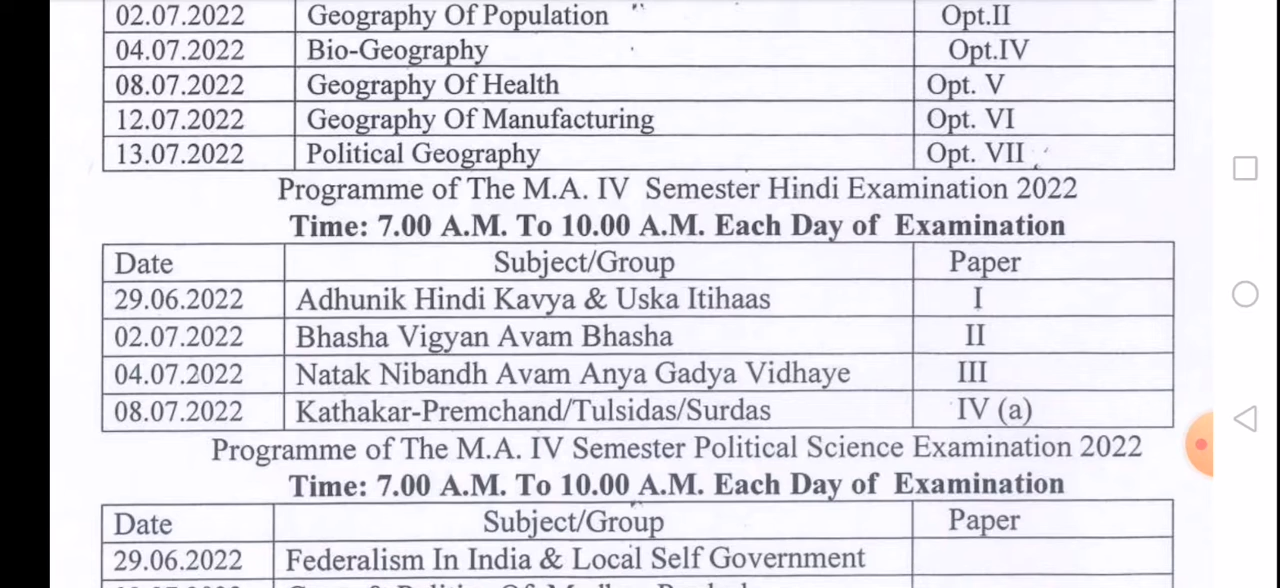 02.07.2022 Geography Of Population Opt.II
04.07.2022 Bio-Geography Opt.IV
08.07.2022 Geography Of Health Opt. V
12.07.2022 Geography Of Manufacturing Opt. VI
13.07.2022 Political Geography Opt. VII
Programme of The M.A. IV Semester Hindi Examination 2022
Time: 7.00 A.M. To 10.00 A.M. Each Day of Examination
Date Subject/Group Paper
29.06.2022 Adhunik Hindi Kavya & Uska Itihaas I
02.07.2022 Bhasha Vigyan Avam Bhasha II
04.07.2022 Natak Nibandh Avam Anya Gadya Vidhaye III
08.07.2022 Kathakar-Premchand/Tulsidas/Surdas IV (a)
Programme of The M.A. IV Semester Political Science Examination 2022
Time: 7.00 A.M. To 10.00 A.M. Each Day of Examination
Date Subject/Group Paper
29.06.2022 Federalism In India & Local Self Government